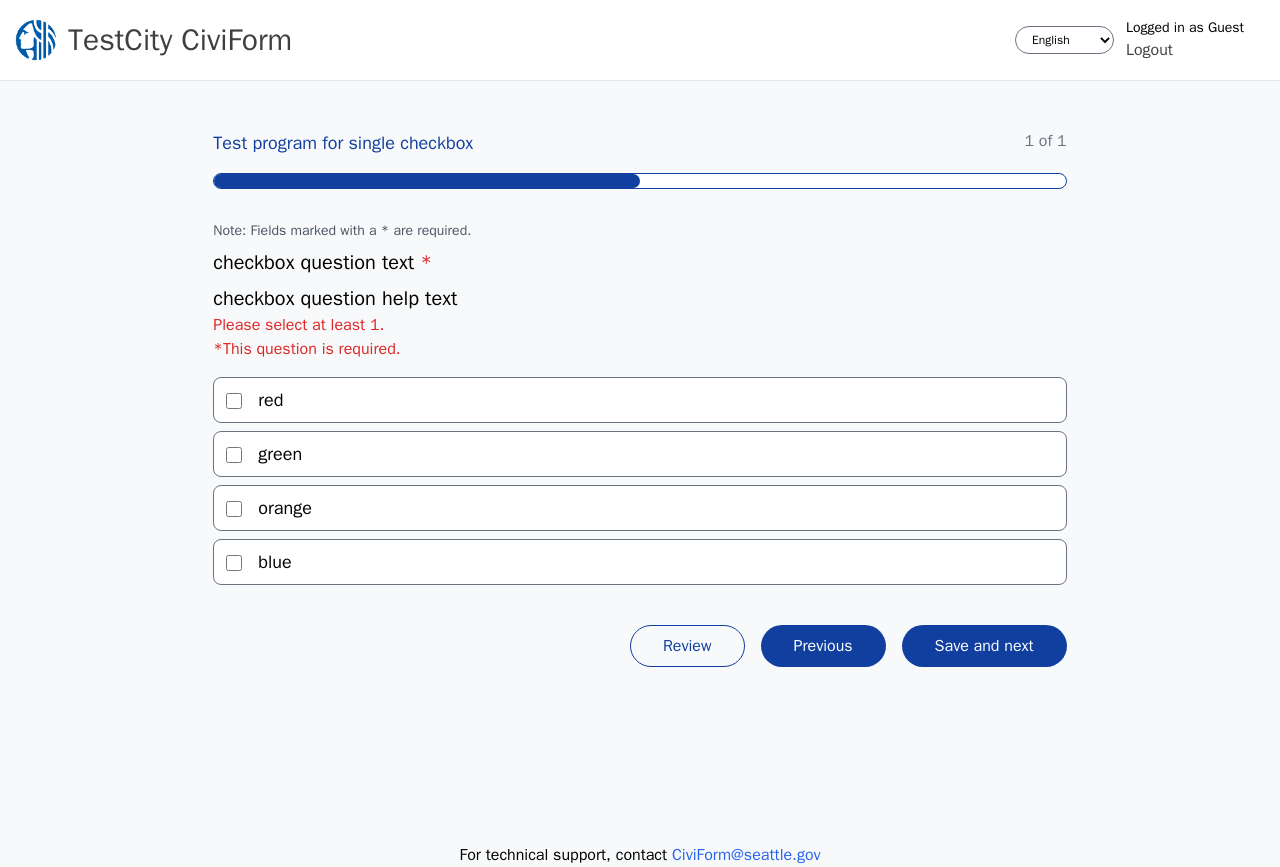 TestCity CiviForm
English
Logged in as Guest
Logout
Test program for single checkbox
1 of 1
Note: Fields marked with a * are required.
checkbox question text *
checkbox question help text
Please select at least 1.
*This question is required.
red
green
orange
blue
Review
Previous
Save and next
For technical support, contact CiviForm@seattle.gov